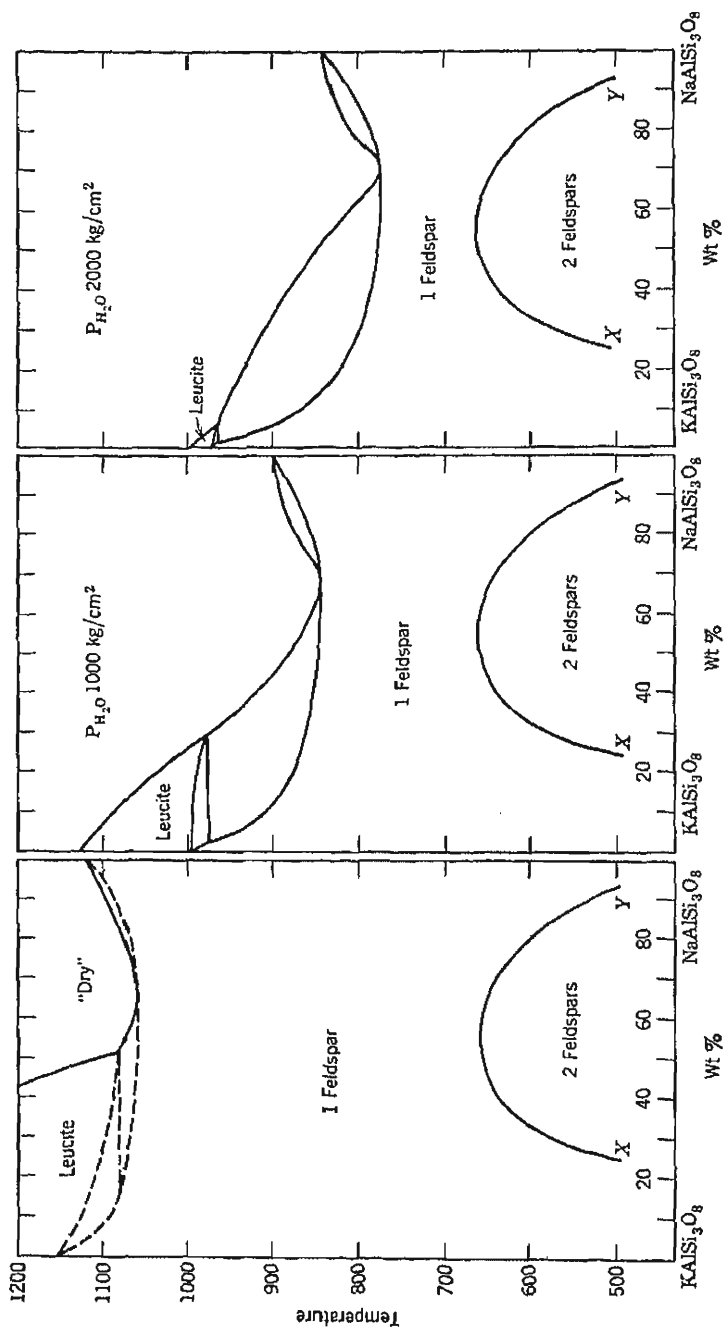 Temperature
1200
1100
1000
900
800
700
600
500
Leucite
"Dry"
1 Feldspar
2 Feldspars
X
Y
KAlSi₃O₈
20
40
60
80
NaAlSi₃O₈
Wt %
P_H₂O 1000 kg/cm²
Leucite
1 Feldspar
2 Feldspars
X
Y
KAlSi₃O₈
20
40
60
80
NaAlSi₃O₈
Wt %
P_H₂O 2000 kg/cm²
Leucite
1 Feldspar
2 Feldspars
X
Y
KAlSi₃O₈
20
40
60
80
NaAlSi₃O₈
Wt %